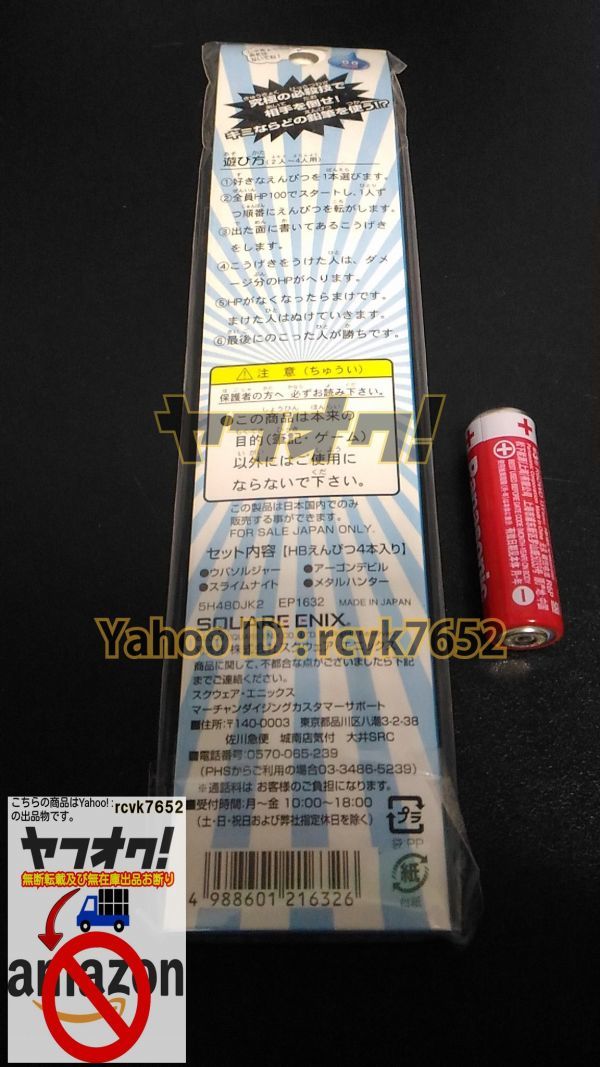 究極の必殺技で
相手を倒せ!
キミならどの鉛筆を使う!?
遊び方(2人〜4人用)
①好きなえんぴつを1本選びます。
②全員HP100でスタートし、1人ず
つ順番にえんぴつを転がします。
③出た面に書いてあるこうげき
をします。
④こうげきをうけた人は、ダメ
ージ分のHPがへります。
⑤HPがなくなったらまけです。
まけた人はぬけていきます。
⑥最後にのこった人が勝ちです。
⚠注 意(ちゅうい)
保護者の方へ 必ずお読み下さい。
●この商品は本来の
目的(筆記・ゲーム)
以外にはご使用に
ならないで下さい。
ヤフオク!
この製品は日本国内でのみ
販売する事ができます。
FOR SALE JAPAN ONLY.
セット内容【HBえんぴつ4本入り】
●ウパソルジャー ●アーゴンデビル
●スライムナイト ●メタルハンター
5H480JK2 EP1632 MADE IN JAPAN
SQUARE ENIX
Yahoo ID : rcvk7652
スクウェア・エニックス
商品に関して、不都合な点がございましたら下記
までご連絡ください。
スクウェア・エニックス
マーチャンダイジングカスタマーサポート
■住所:〒140-0003 東京都品川区八潮3-2-38
佐川急便 城南店気付 大井SRC
■電話番号:0570-065-239
(PHSからご利用の場合03-3486-5239)
※通話料は お客様のご負担になります。
■受付時間:月〜金 10:00〜18:00
(土・日・祝日および弊社指定休日を除く)
プラ
袋:PP
紙
台紙
4 988601 216326
Panasonic
こちらの商品はYahoo!:rcvk7652
の出品物です。
ヤフオク!
無断転載及び無在庫出品お断り
amazon